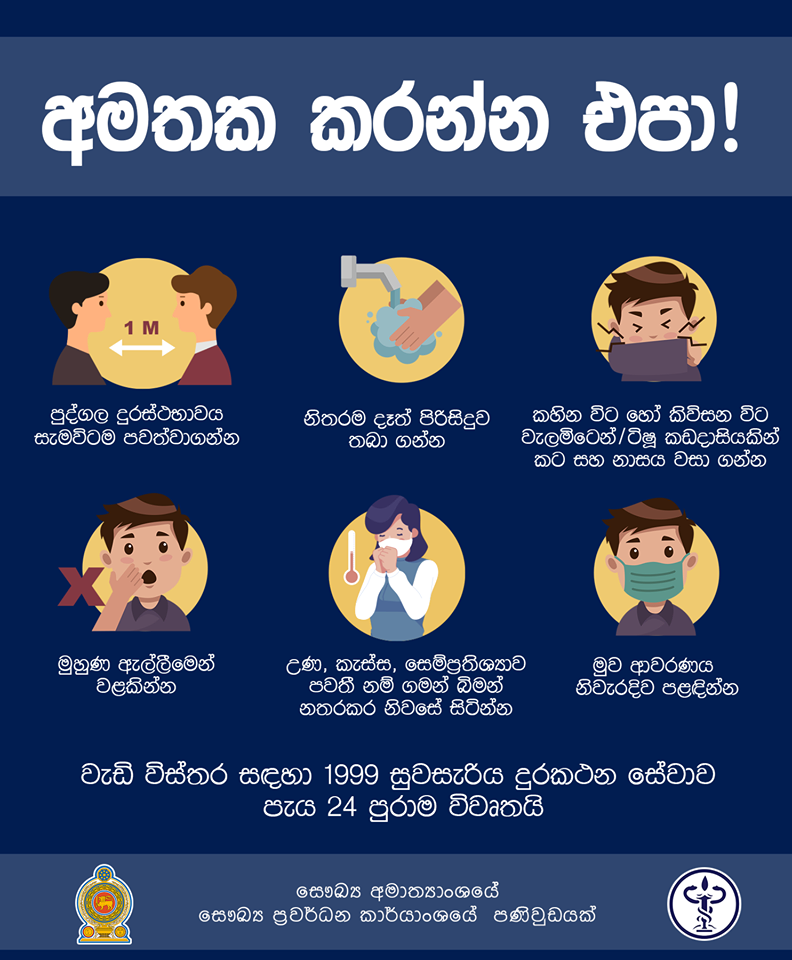 අමතක කරන්න එපා!
1 M
පුද්ගල දුරස්ථභාවය
සැමවිටම පවත්වාගන්න
නිතරම දෑත් පිරිසිදුව
තබා ගන්න
කහින විට හෝ කිවිසන විට
වැලමිටෙන්/ටිෂූ කඩදාසියකින්
කට සහ නාසය වසා ගන්න
X
මුහුණ ඇල්ලීමෙන්
වළකින්න
උණ, කැස්ස, සෙම්ප්‍රතිශ්‍යාව
පවතී නම් ගමන් බිමන්
නතරකර නිවසේ සිටින්න
මුව ආවරණය
නිවැරදිව පළඳින්න
වැඩි විස්තර සඳහා 1999 සුවසැරිය දුරකථන සේවාව
පැය 24 පුරාම විවෘතයි
සෞඛ්‍ය අමාත්‍යාංශයේ
සෞඛ්‍ය ප්‍රවර්ධන කාර්යාංශයේ පණිවුඩයක්